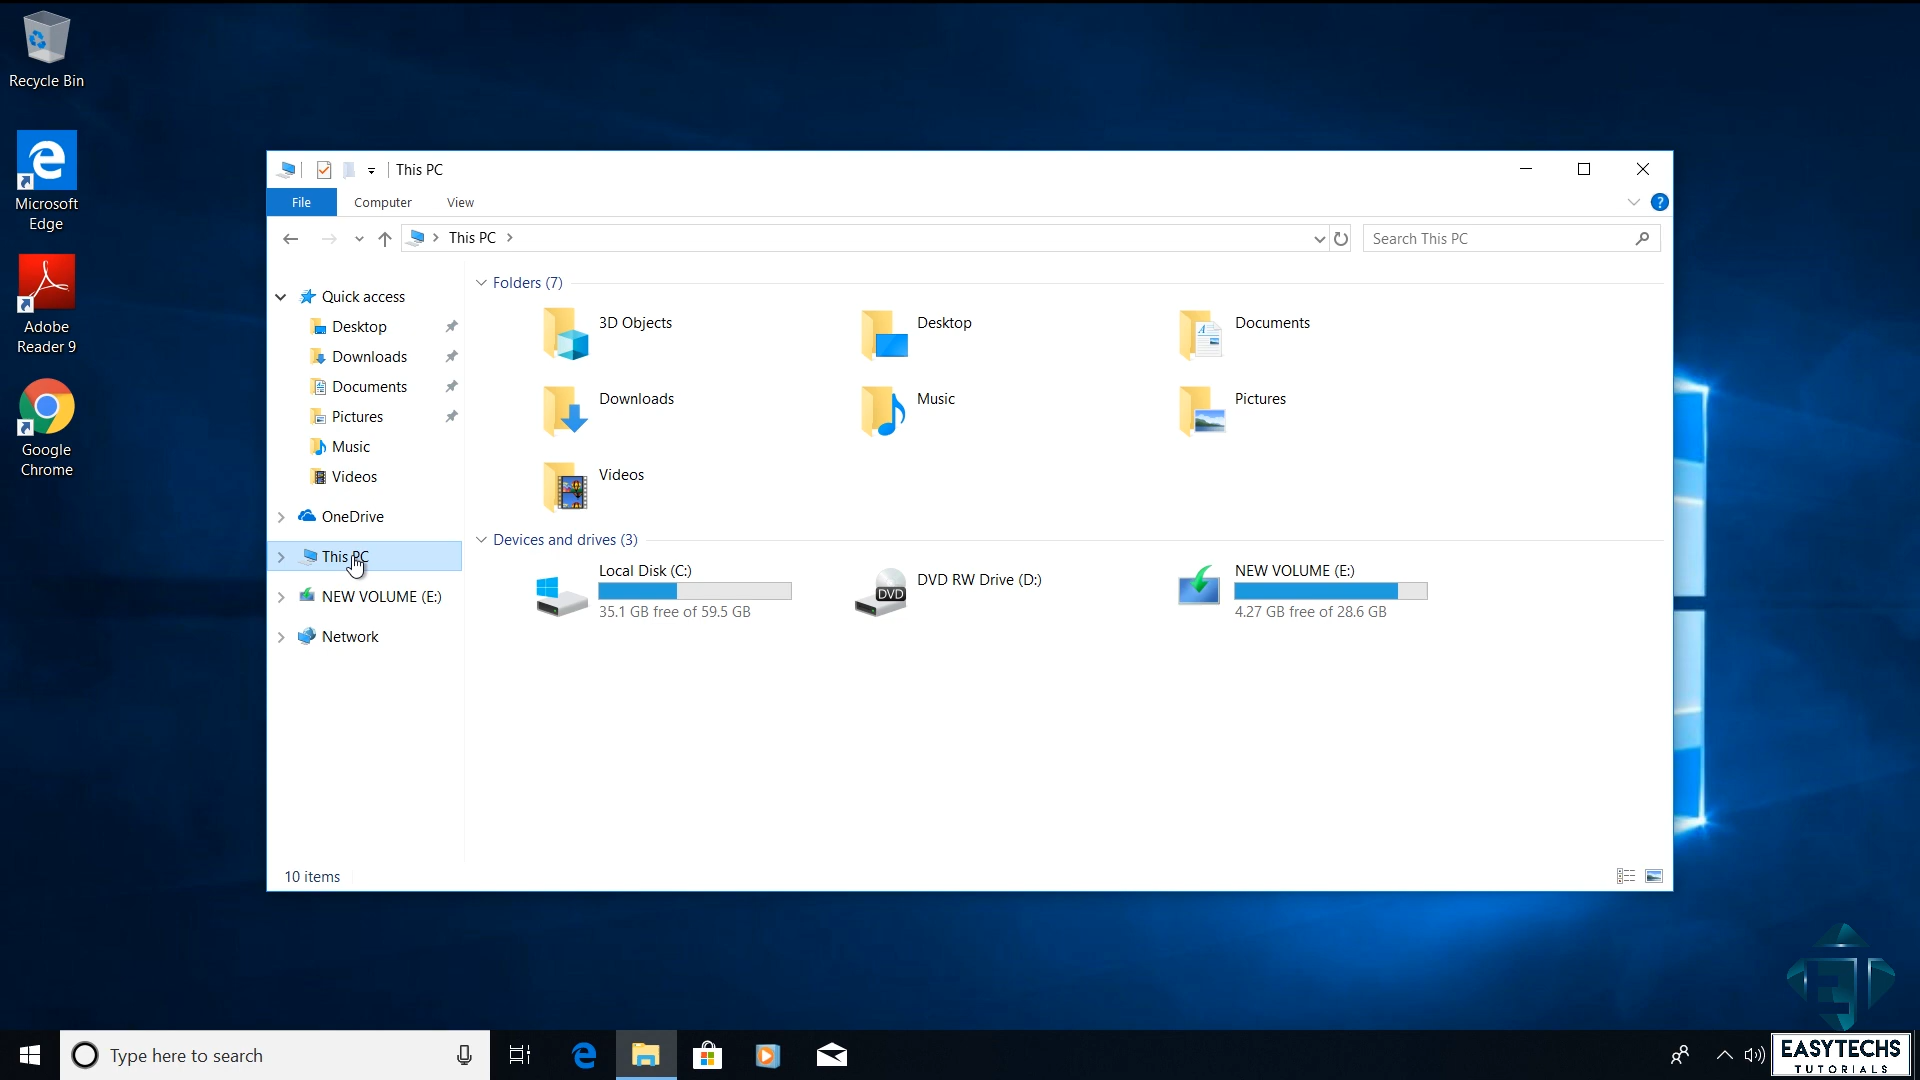 Recycle Bin
Microsoft
Edge
Adobe
Reader 9
Google
Chrome
This PC
File
Computer
View
This PC
Search This PC
Quick access
Desktop
Downloads
Documents
Pictures
Music
Videos
OneDrive
This PC
NEW VOLUME (E:)
Network
Folders (7)
3D Objects
Desktop
Documents
Downloads
Music
Pictures
Videos
Devices and drives (3)
Local Disk (C:)
35.1 GB free of 59.5 GB
DVD
DVD RW Drive (D:)
NEW VOLUME (E:)
4.27 GB free of 28.6 GB
10 items
Type here to search
ET
EASYTECHS
TUTORIALS